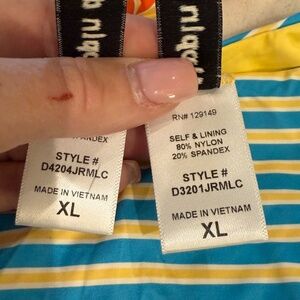 SPANDEX
STYLE #
D4204JRMLC
MADE IN VIETNAM
XL
RN# 129149
SELF & LINING
80% NYLON
20% SPANDEX
STYLE #
D3201JRMLC
MADE IN VIETNAM
XL